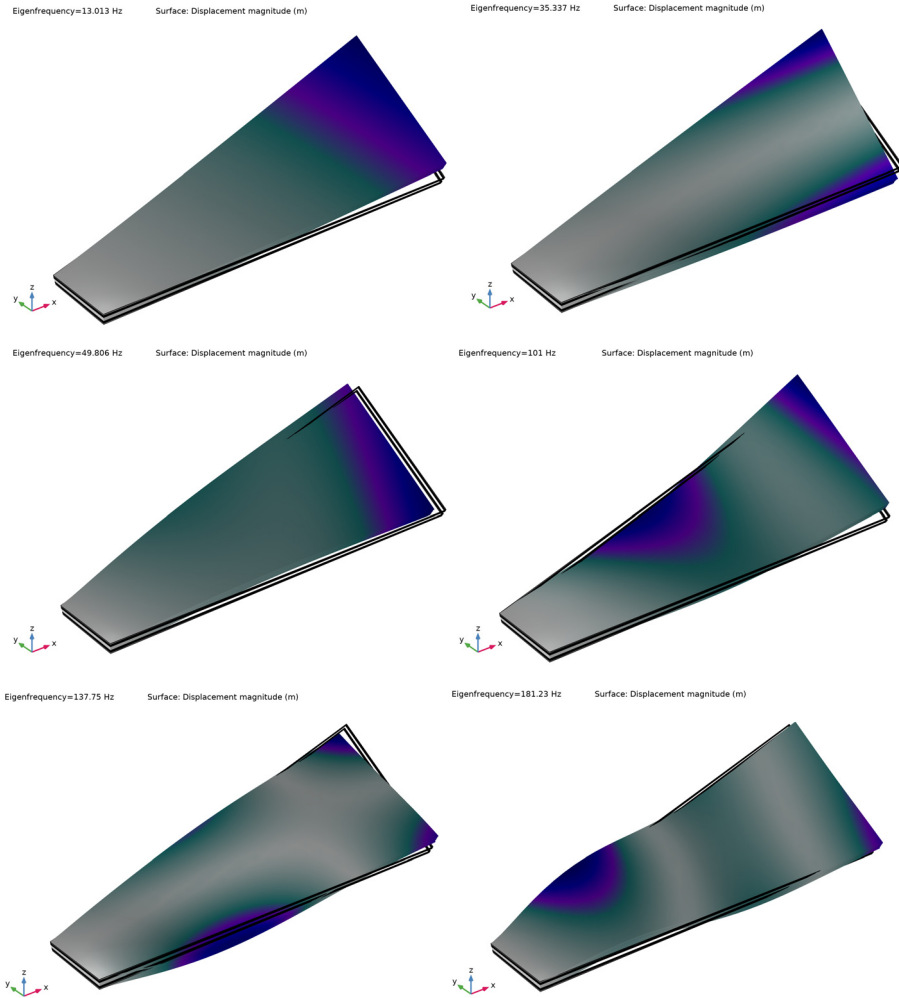 Eigenfrequency=13.013 Hz Surface: Displacement magnitude (m)
Eigenfrequency=35.337 Hz Surface: Displacement magnitude (m)
z
y
x
z
y
x
Eigenfrequency=49.806 Hz Surface: Displacement magnitude (m)
Eigenfrequency=101 Hz Surface: Displacement magnitude (m)
z
y
x
z
y
x
Eigenfrequency=137.75 Hz Surface: Displacement magnitude (m)
Eigenfrequency=181.23 Hz Surface: Displacement magnitude (m)
z
y
x
z
y
x